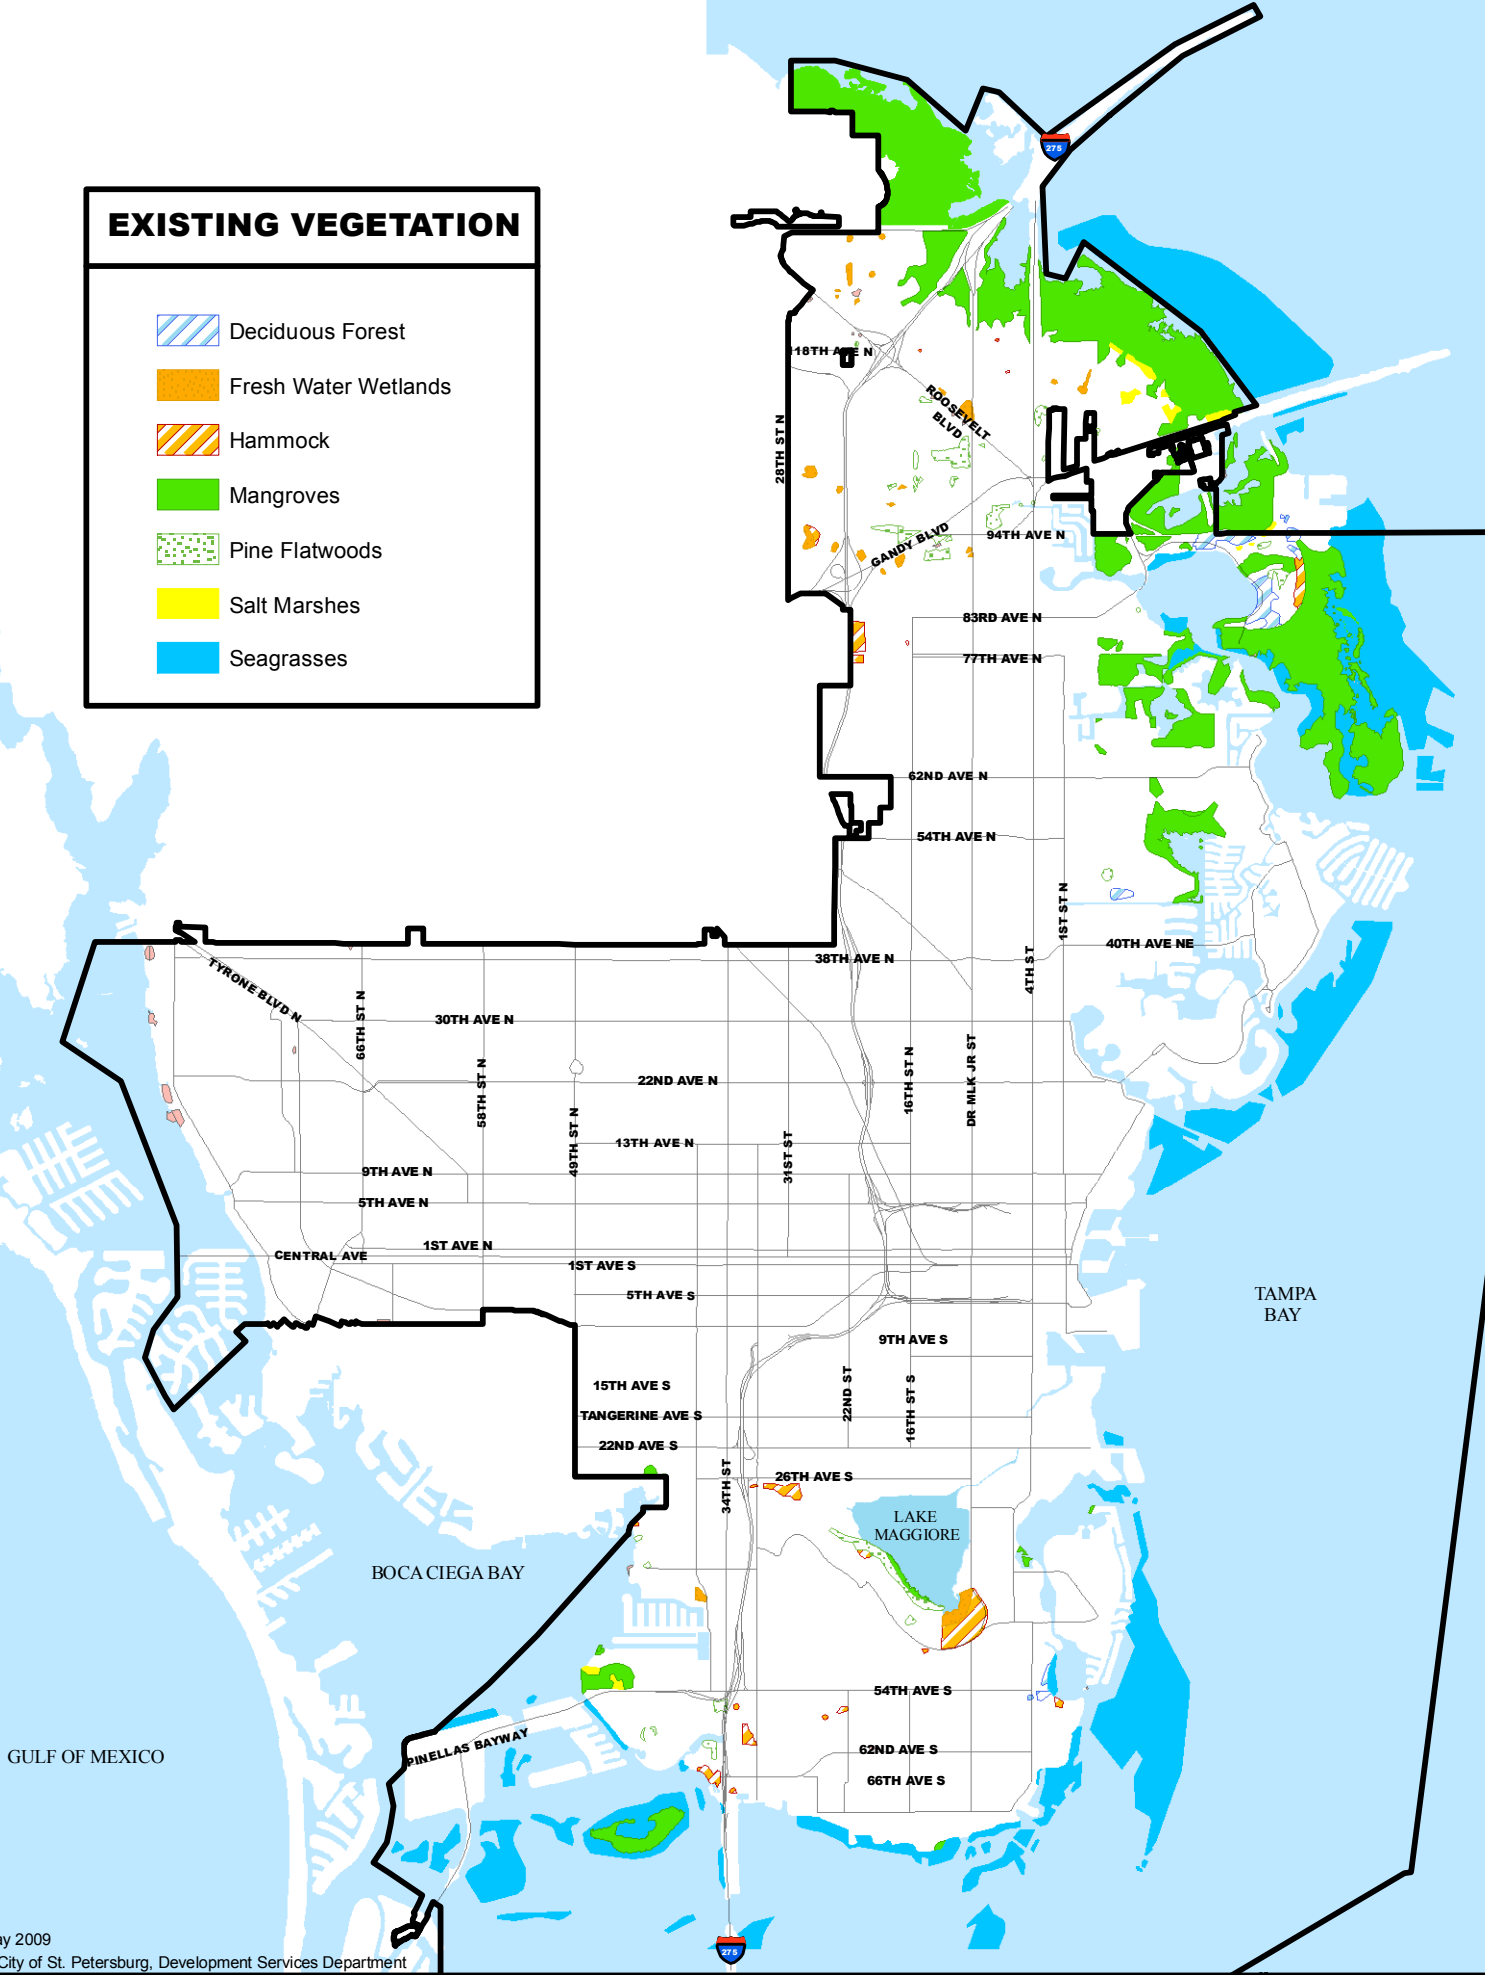 275
EXISTING VEGETATION
Deciduous Forest
Fresh Water Wetlands
Hammock
Mangroves
Pine Flatwoods
Salt Marshes
Seagrasses
118TH AVE N
ROOSEVELT
BLVD
28TH ST N
GANDY BLVD
94TH AVE N
83RD AVE N
77TH AVE N
62ND AVE N
54TH AVE N
1ST ST N
40TH AVE NE
38TH AVE N
4TH ST
TYRONE BLVD N
66TH ST N
30TH AVE N
58TH ST N
22ND AVE N
16TH ST N
DR MLK JR ST
49TH ST N
13TH AVE N
31ST ST
9TH AVE N
5TH AVE N
1ST AVE N
CENTRAL AVE
1ST AVE S
5TH AVE S
TAMPA
BAY
9TH AVE S
15TH AVE S
22ND ST
16TH ST S
TANGERINE AVE S
22ND AVE S
34TH ST
26TH AVE S
LAKE
MAGGIORE
BOCA CIEGA BAY
54TH AVE S
PINELLAS BAYWAY
62ND AVE S
GULF OF MEXICO
66TH AVE S
275
2009
City of St. Petersburg, Development Services Department